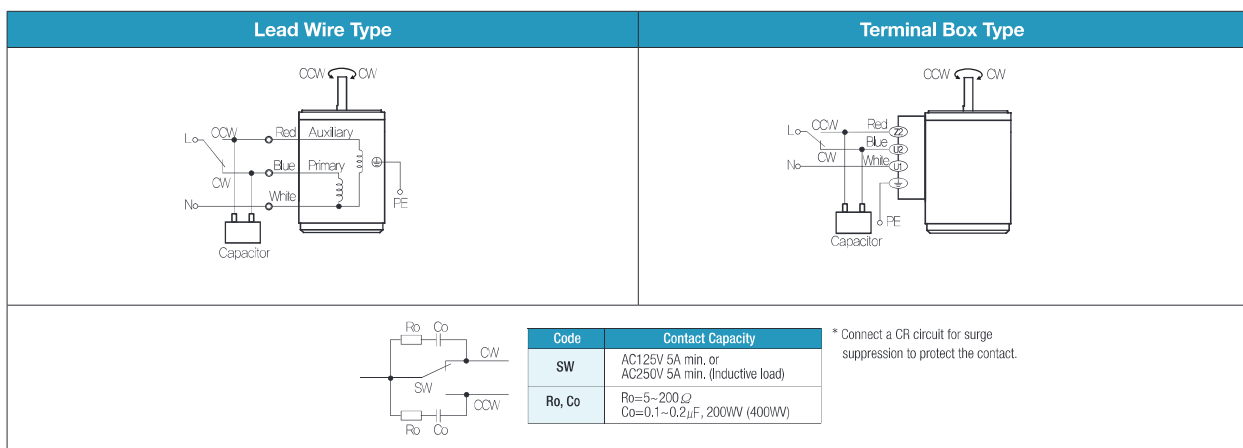 Lead Wire Type
Terminal Box Type
CCW CW
L CCW Red Auxiliary
Blue Primary
CW
White
N
PE
Capacitor
CCW CW
L CCW Red Z2
Blue U2
CW
White U1
N
PE
Capacitor
Ro Co
CW
SW
CCW
Ro Co
Code Contact Capacity
SW AC125V 5A min. or
AC250V 5A min. (Inductive load)
Ro, Co Ro=5~200Ω
Co=0.1~0.2μF, 200WV (400WV)
* Connect a CR circuit for surge
suppression to protect the contact.